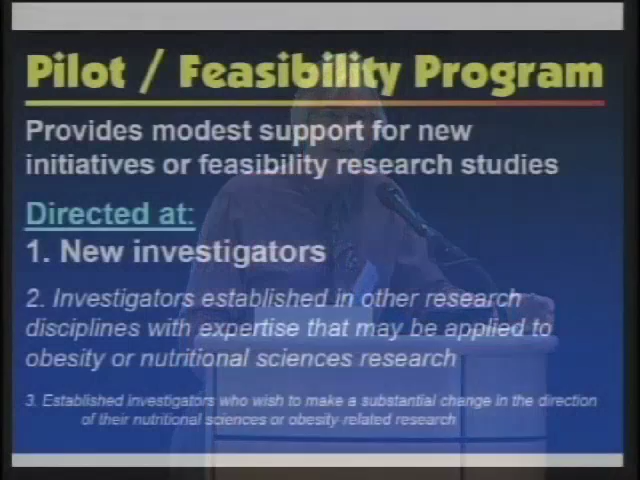 Pilot / Feasibility Program
Provides modest support for new
initiatives or feasibility research studies
Directed at:
1. New investigators
2. Investigators established in other research
disciplines with expertise that may be applied to
obesity or nutritional sciences research
3. Established investigators who wish to make a substantial change in the direction
of their nutritional sciences or obesity-related research